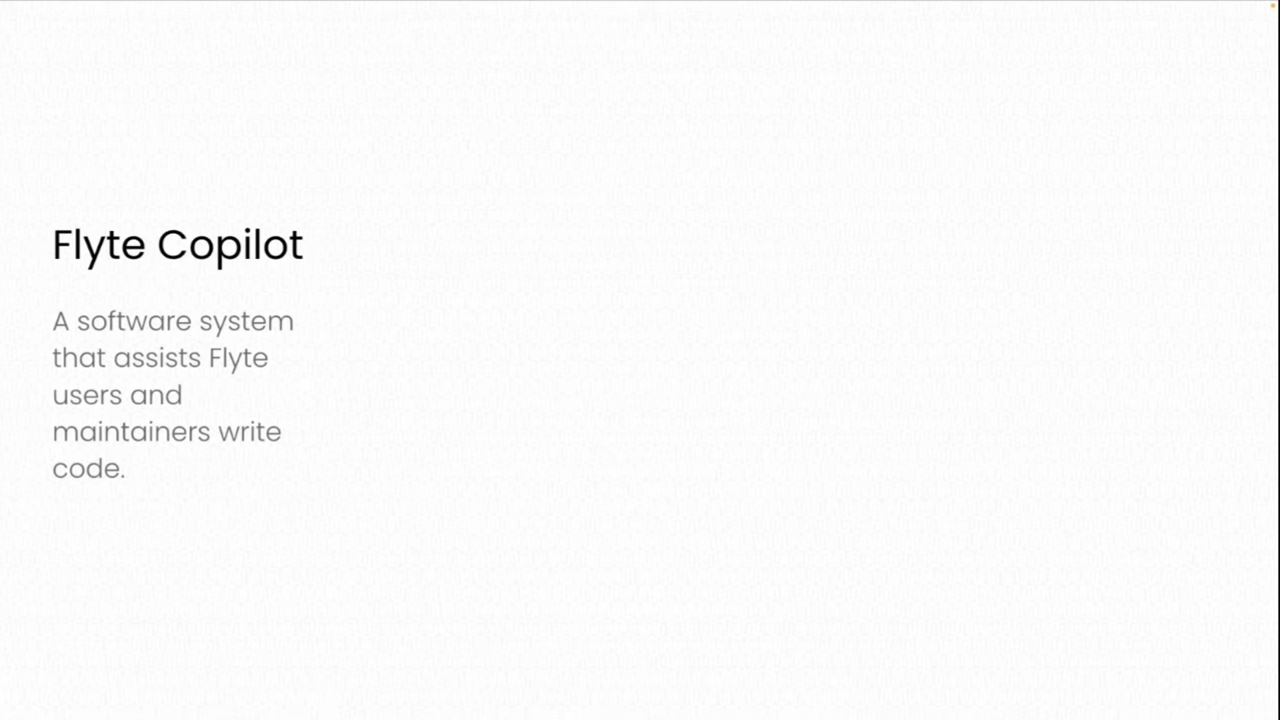 Flyte Copilot
A software system
that assists Flyte
users and
maintainers write
code.